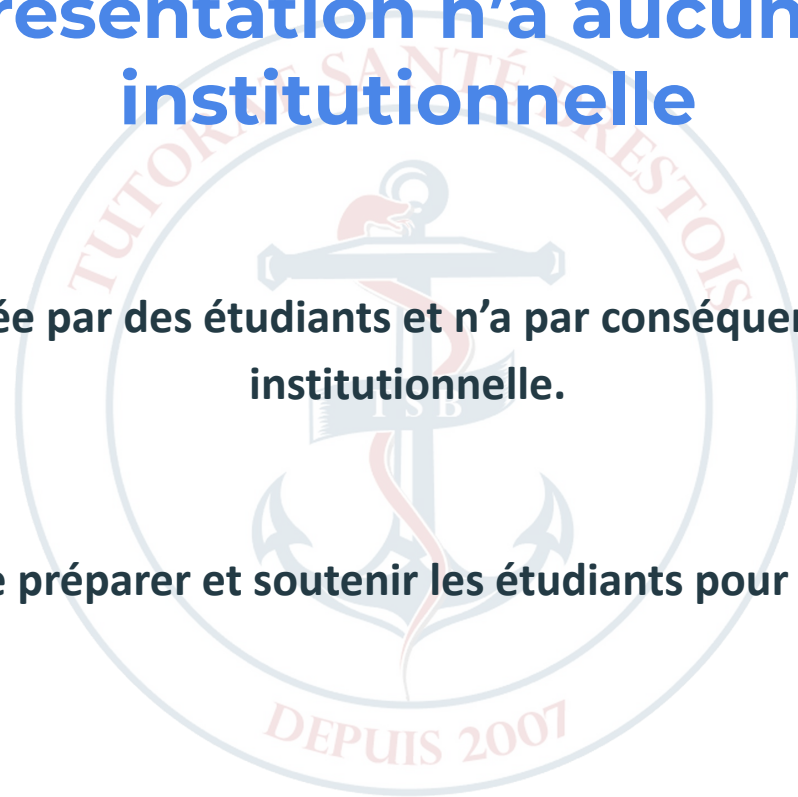 résentation n'a aucun
institutionnelle
TUTORAT SANTÉ BRESTOIS
ée par des étudiants et n'a par conséquen
institutionnelle.
TSB
e préparer et soutenir les étudiants pour
DEPUIS 2007